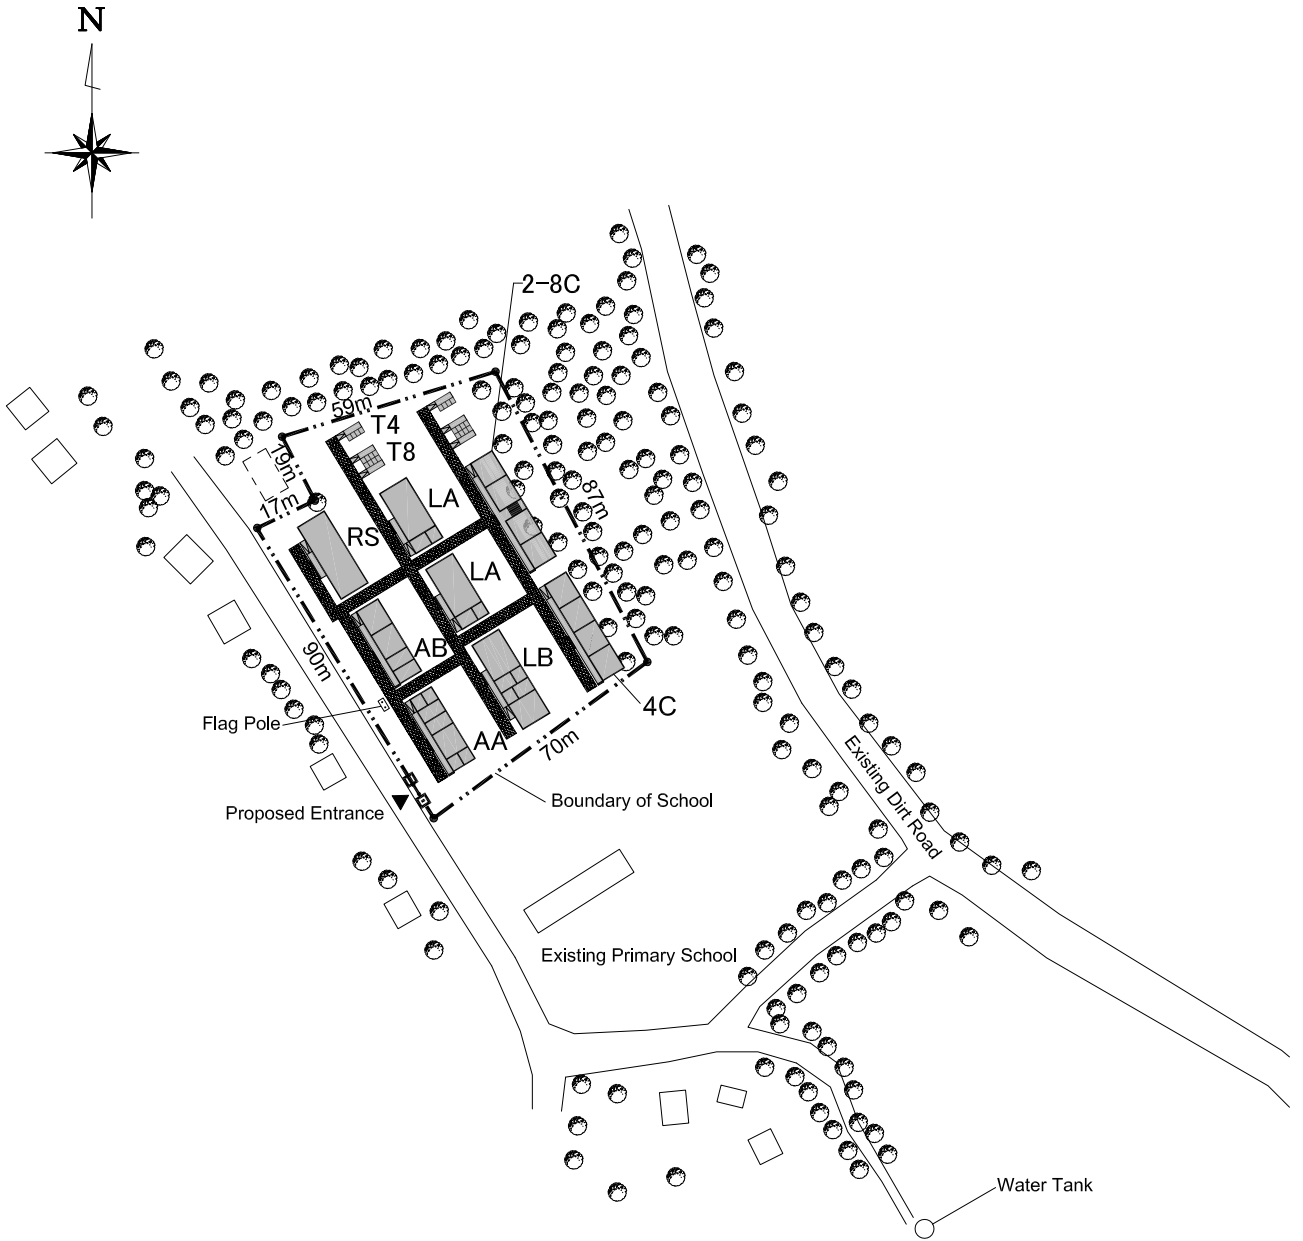 N
2-8C
59m
T4
T8
19m
17m
LA
87m
RS
LA
AB
LB
90m
4C
Flag Pole
AA
70m
Existing Dirt Road
Boundary of School
Proposed Entrance
Existing Primary School
Water Tank